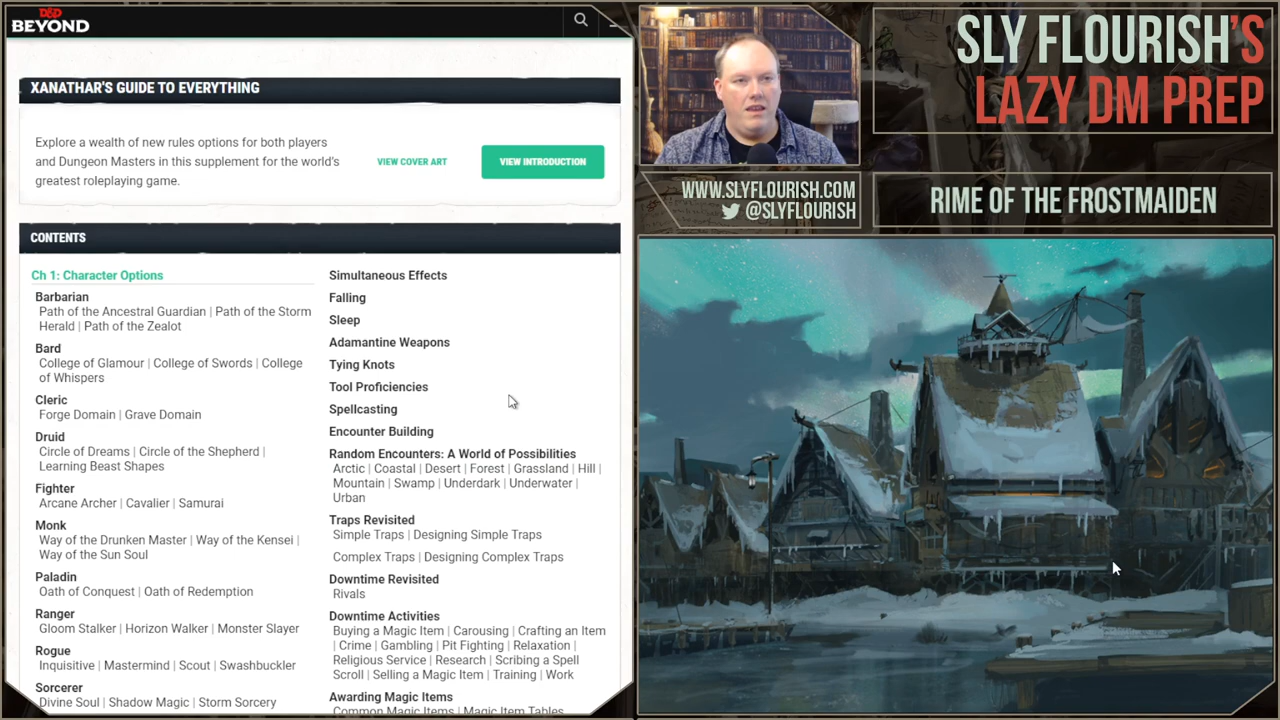 D&D
BEYOND
XANATHAR'S GUIDE TO EVERYTHING
Explore a wealth of new rules options for both players
and Dungeon Masters in this supplement for the world's
greatest roleplaying game.
VIEW COVER ART
VIEW INTRODUCTION
CONTENTS
Ch 1: Character Options
Barbarian
Path of the Ancestral Guardian | Path of the Storm
Herald | Path of the Zealot
Bard
College of Glamour | College of Swords | College
of Whispers
Cleric
Forge Domain | Grave Domain
Druid
Circle of Dreams | Circle of the Shepherd |
Learning Beast Shapes
Fighter
Arcane Archer | Cavalier | Samurai
Monk
Way of the Drunken Master | Way of the Kensei |
Way of the Sun Soul
Paladin
Oath of Conquest | Oath of Redemption
Ranger
Gloom Stalker | Horizon Walker | Monster Slayer
Rogue
Inquisitive | Mastermind | Scout | Swashbuckler
Sorcerer
Divine Soul | Shadow Magic | Storm Sorcery
Simultaneous Effects
Falling
Sleep
Adamantine Weapons
Tying Knots
Tool Proficiencies
Spellcasting
Encounter Building
Random Encounters: A World of Possibilities
Arctic | Coastal | Desert | Forest | Grassland | Hill |
Mountain | Swamp | Underdark | Underwater |
Urban
Traps Revisited
Simple Traps | Designing Simple Traps
Complex Traps | Designing Complex Traps
Downtime Revisited
Rivals
Downtime Activities
Buying a Magic Item | Carousing | Crafting an Item
| Crime | Gambling | Pit Fighting | Relaxation |
Religious Service | Research | Scribing a Spell
Scroll | Selling a Magic Item | Training | Work
Awarding Magic Items
Common Magic Items | Magic Item Tables
SLY FLOURISH'S
LAZY DM PREP
WWW.SLYFLOURISH.COM
@SLYFLOURISH
RIME OF THE FROSTMAIDEN